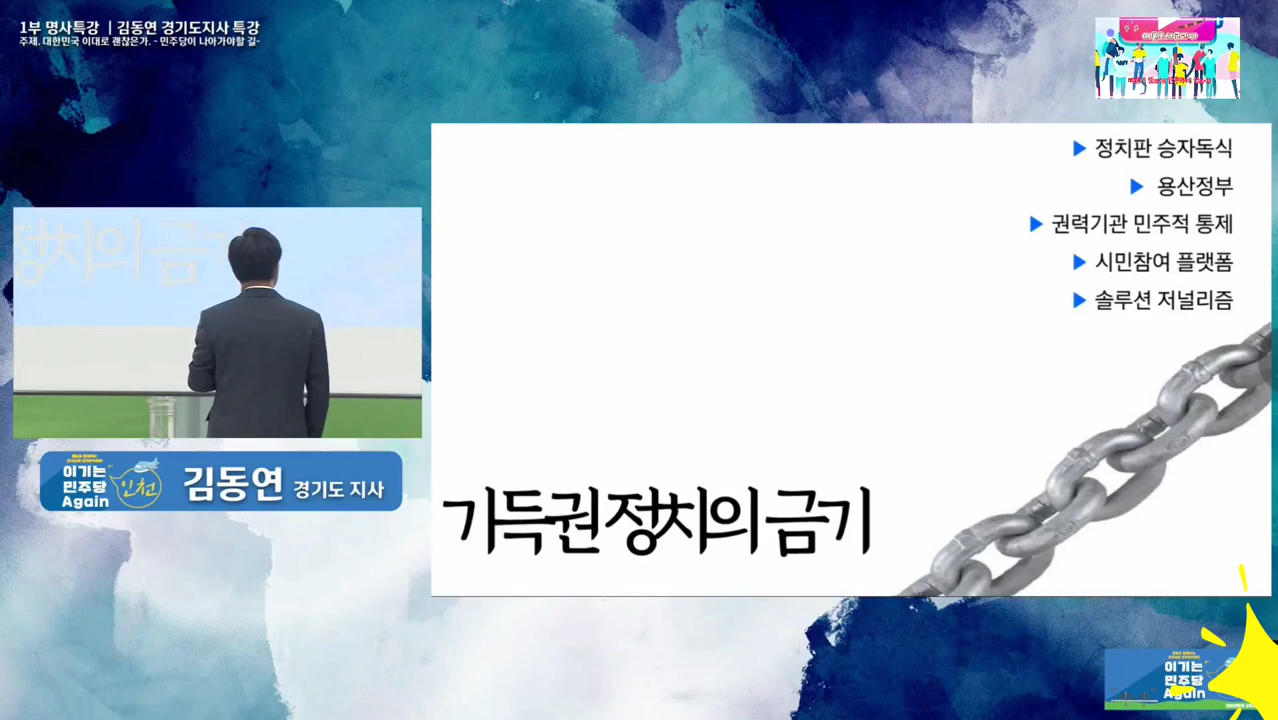 1부 명사특강 | 김동연 경기도지사 특강
주제. 대한민국 이대로 괜찮은가. - 민주당이 나아가야할 길-
▶ 정치판 승자독식
▶ 용산정부
▶ 권력기관 민주적 통제
▶ 시민참여 플랫폼
▶ 솔루션 저널리즘
의 금
이기는
민주당
Again
인천
김동연 경기도 지사
기득권 정치의 금기
이기는
민주당
Again